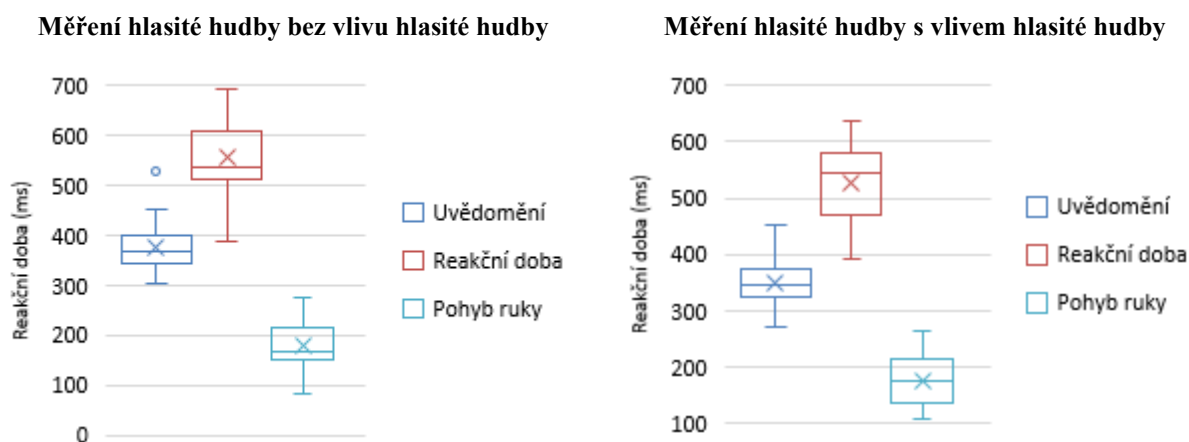 Měření hlasité hudby bez vlivu hlasité hudby
700
600
500
400
300
200
100
0
Reakční doba (ms)
Uvědomění
Reakční doba
Pohyb ruky
Měření hlasité hudby s vlivem hlasité hudby
700
600
500
400
300
200
100
Reakční doba (ms)
Uvědomění
Reakční doba
Pohyb ruky